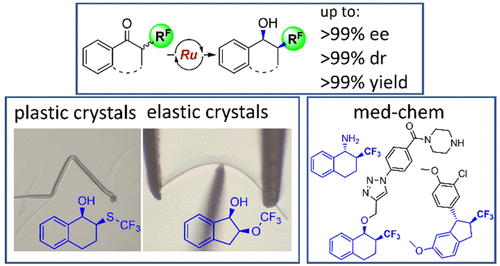 O
R^F
Ru
OH
R^F
up to:
>99% ee
>99% dr
>99% yield
plastic crystals
OH
S
CF3
elastic crystals
OH
O
CF3
med-chem
NH2
CF3
O
N
NH
N
N=N
O
CF3
O
Cl
CF3
O